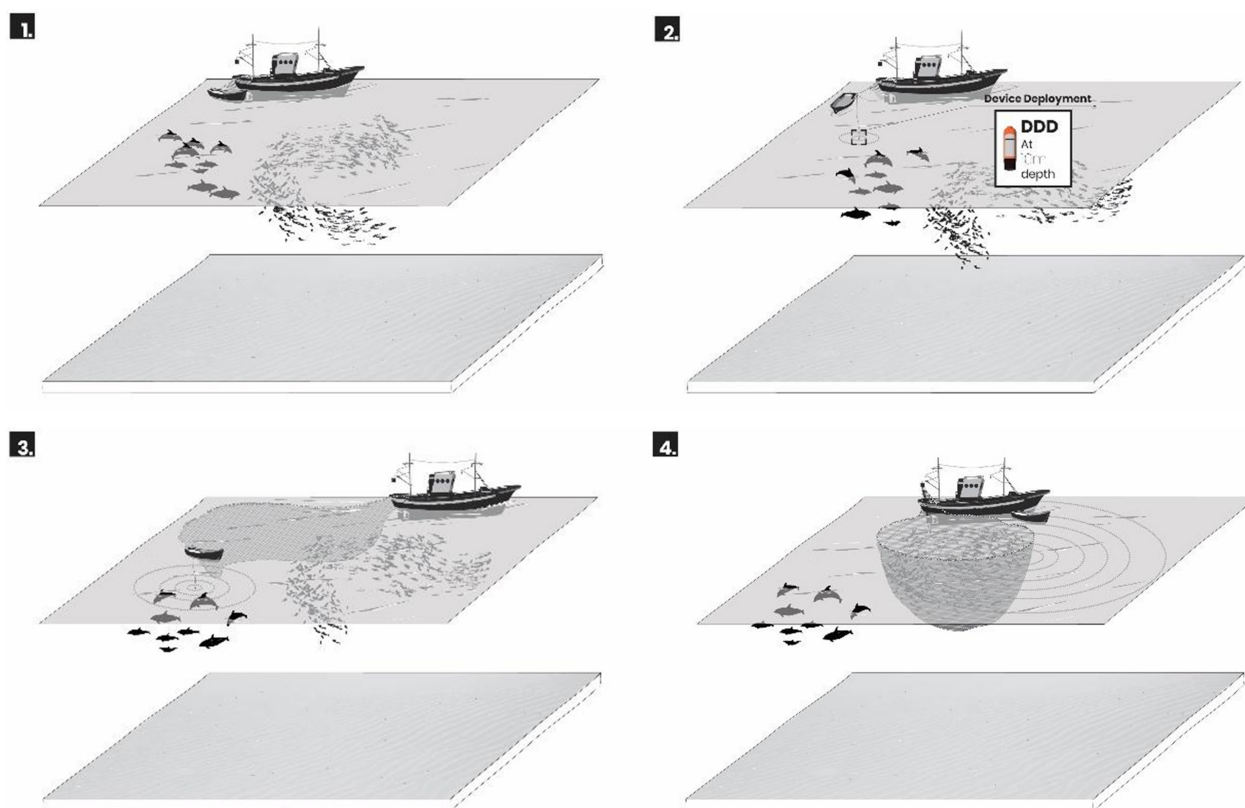 1.
2.
Device Deployment
DDD
At
depth
3.
4.